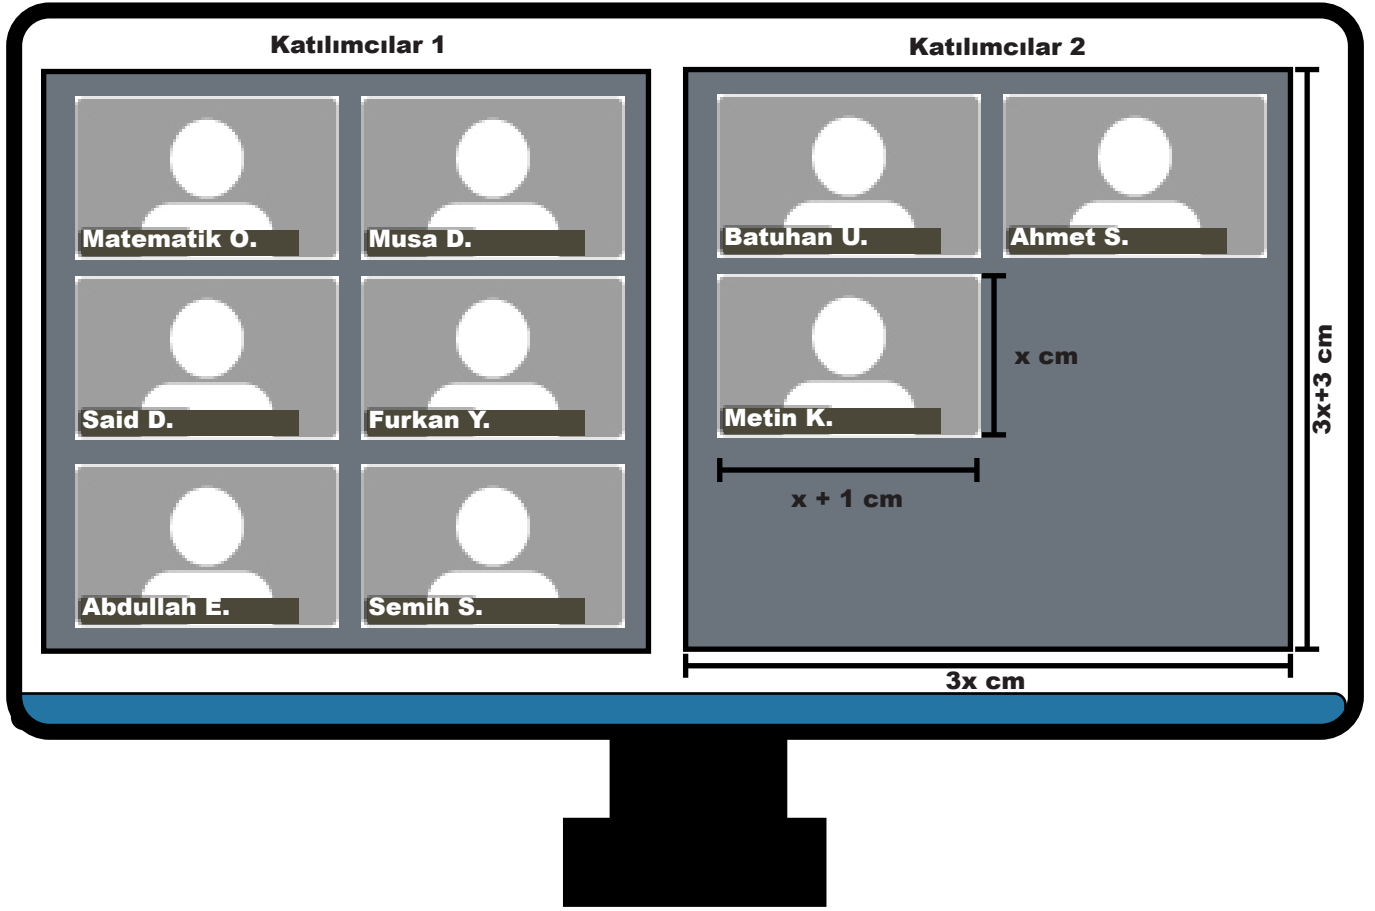 Katılımcılar 1
Matematik O.
Musa D.
Said D.
Furkan Y.
Abdullah E.
Semih S.
Katılımcılar 2
Batuhan U.
Ahmet S.
Metin K.
x cm
x + 1 cm
3x+3 cm
3x cm